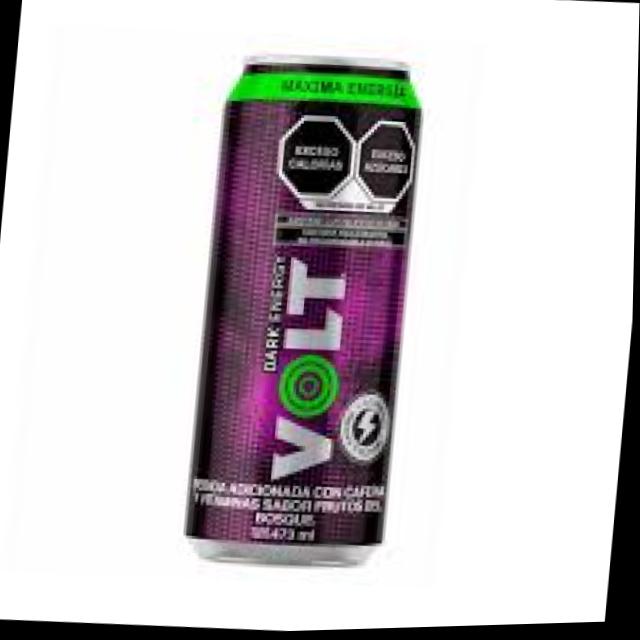 MAXIMA ENERGÍA
EXCESO
CALORÍAS
EXCESO
AZÚCARES
DARK ENERGY
VOLT
BEBIDA ADICIONADA CON CAFEÍNA
Y VITAMINAS SABOR FRUTOS DEL
BOSQUE
473 ml